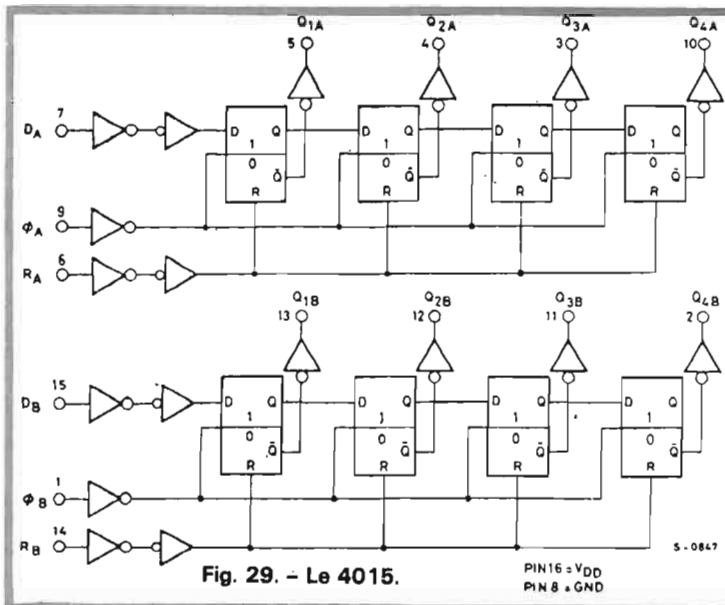 Q1A Q2A Q3A Q4A
5 4 3 10
7
DA
D Q D Q D Q D Q
1 1 1 1
0 0 0 0
Q̄ Q̄ Q̄ Q̄
R R R R
9
ϕA
6
RA
Q1B Q2B Q3B Q4B
13 12 11 2
15
DB
D Q D Q D Q D Q
1 1 1 1
0 0 0 0
Q̄ Q̄ Q̄ Q̄
R R R R
1
ϕB
14
RB
S-0847
Fig. 29. – Le 4015.
PIN16 = VDD
PIN 8 = GND